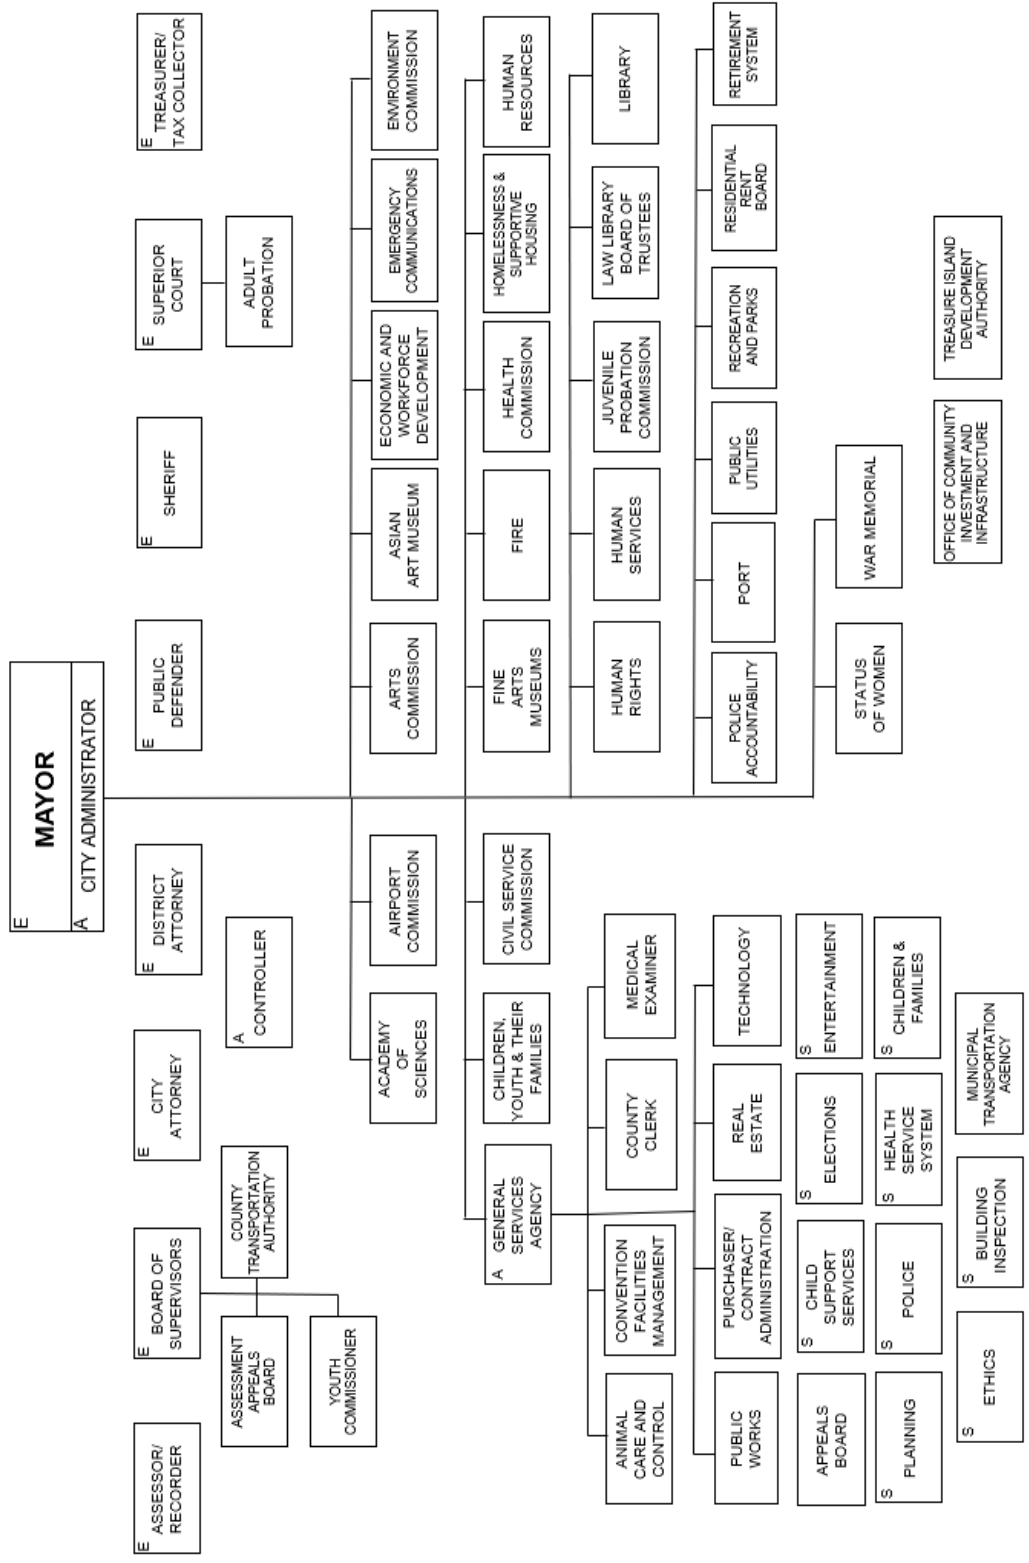 E
MAYOR
A
CITY ADMINISTRATOR
E
ASSESSOR/
RECORDER
E
BOARD OF
SUPERVISORS
E
CITY
ATTORNEY
E
DISTRICT
ATTORNEY
E
PUBLIC
DEFENDER
E
SHERIFF
E
SUPERIOR
COURT
E
TREASURER/
TAX COLLECTOR
ASSESSMENT
APPEALS
BOARD
COUNTY
TRANSPORTATION
AUTHORITY
A
CONTROLLER
ADULT
PROBATION
YOUTH
COMMISSIONER
ACADEMY
OF
SCIENCES
AIRPORT
COMMISSION
ARTS
COMMISSION
ASIAN
ART MUSEUM
ECONOMIC AND
WORKFORCE
DEVELOPMENT
EMERGENCY
COMMUNICATIONS
ENVIRONMENT
COMMISSION
A
GENERAL
SERVICES
AGENCY
CHILDREN,
YOUTH & THEIR
FAMILIES
CIVIL SERVICE
COMMISSION
FINE
ARTS
MUSEUMS
FIRE
HEALTH
COMMISSION
HOMELESSNESS &
SUPPORTIVE
HOUSING
HUMAN
RESOURCES
HUMAN
RIGHTS
HUMAN
SERVICES
JUVENILE
PROBATION
COMMISSION
LAW LIBRARY
BOARD OF
TRUSTEES
LIBRARY
ANIMAL
CARE AND
CONTROL
CONVENTION
FACILITIES
MANAGEMENT
COUNTY
CLERK
MEDICAL
EXAMINER
POLICE
ACCOUNTABILITY
PORT
PUBLIC
UTILITIES
RECREATION
AND PARKS
RESIDENTIAL
RENT
BOARD
RETIREMENT
SYSTEM
PUBLIC
WORKS
PURCHASER/
CONTRACT
ADMINISTRATION
REAL
ESTATE
TECHNOLOGY
APPEALS
BOARD
S
CHILD
SUPPORT
SERVICES
S
ELECTIONS
S
ENTERTAINMENT
STATUS
OF WOMEN
WAR MEMORIAL
S
PLANNING
S
POLICE
S
HEALTH
SERVICE
SYSTEM
S
CHILDREN &
FAMILIES
OFFICE OF COMMUNITY
INVESTMENT AND
INFRASTRUCTURE
TREASURE ISLAND
DEVELOPMENT
AUTHORITY
S
ETHICS
S
BUILDING
INSPECTION
MUNICIPAL
TRANSPORTATION
AGENCY